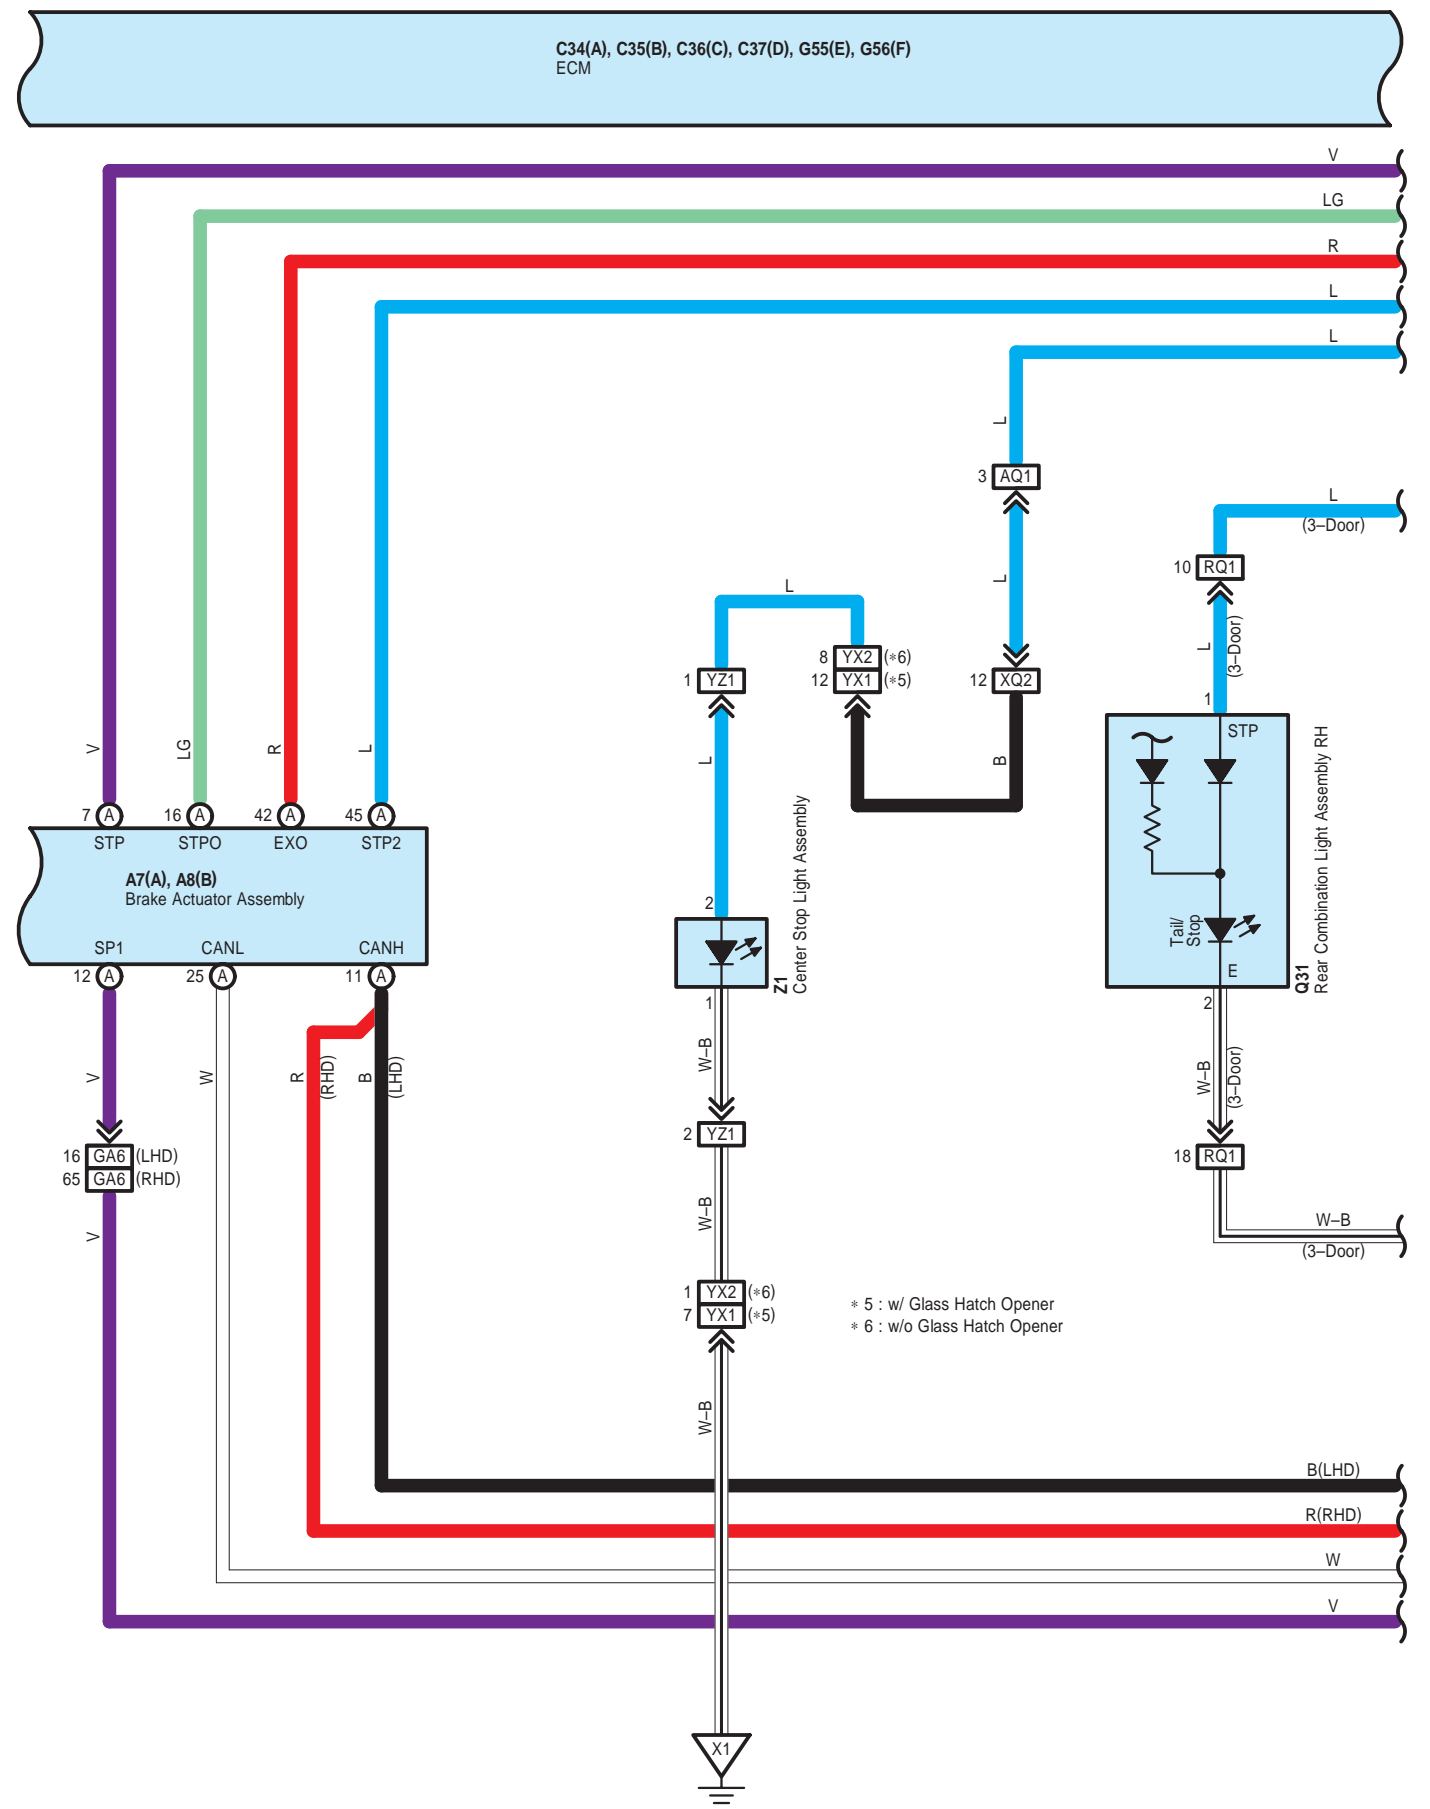 C34(A), C35(B), C36(C), C37(D), G55(E), G56(F)
ECM
V
LG
R
L
L
L
3 AQ1
L
(3–Door)
10 RQ1
L
L
8 YX2 (∗6)
1 YZ1
12 YX1 (∗5)
12 XQ2
L
(3–Door)
1
V
LG
R
L
L
B
STP
7 A
16 A
42 A
45 A
STP
STPO
EXO
STP2
A7(A), A8(B)
Brake Actuator Assembly
2
Z1
Center Stop Light Assembly
Tail/
Stop
Q31
Rear Combination Light Assembly RH
SP1
CANL
CANH
E
12 A
25 A
11 A
1
2
V
W
R
(RHD)
B
(LHD)
W–B
W–B
(3–Door)
2 YZ1
16 GA6 (LHD)
65 GA6 (RHD)
18 RQ1
V
W–B
W–B
(3–Door)
1 YX2 (∗6)
7 YX1 (∗5)
∗ 5 : w/ Glass Hatch Opener
∗ 6 : w/o Glass Hatch Opener
W–B
B(LHD)
R(RHD)
W
V
X1